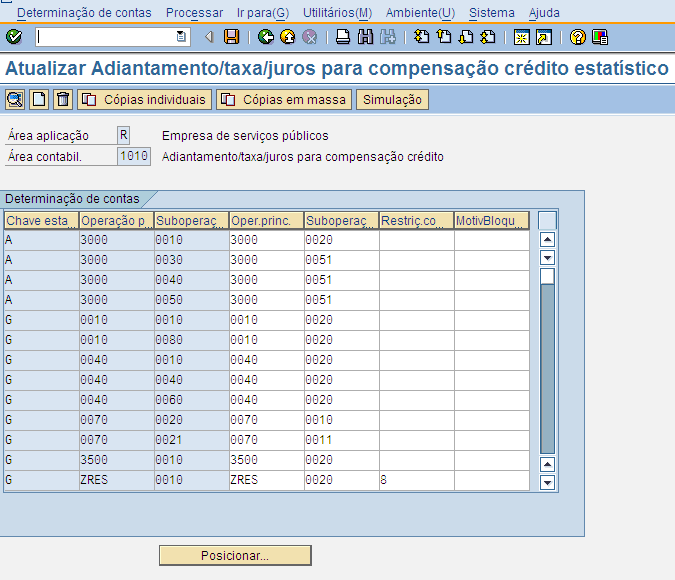 Determinação de contas Processar Ir para(G) Utilitários(M) Ambiente(U) Sistema Ajuda
Atualizar Adiantamento/taxa/juros para compensação crédito estatístico
Cópias individuais Cópias em massa Simulação
Área aplicação R Empresa de serviços públicos
Área contabil. 1010 Adiantamento/taxa/juros para compensação crédito
Determinação de contas
Chave esta... Operação p... Suboperaç... Oper.princ. Suboperaç... Restriç.co... MotivBloqu...
A 3000 0010 3000 0020
A 3000 0030 3000 0051
A 3000 0040 3000 0051
A 3000 0050 3000 0051
G 0010 0010 0010 0020
G 0010 0080 0010 0020
G 0040 0010 0040 0020
G 0040 0040 0040 0020
G 0040 0060 0040 0020
G 0070 0020 0070 0010
G 0070 0021 0070 0011
G 3500 0010 3500 0020
G ZRES 0010 ZRES 0020 8
Posicionar...